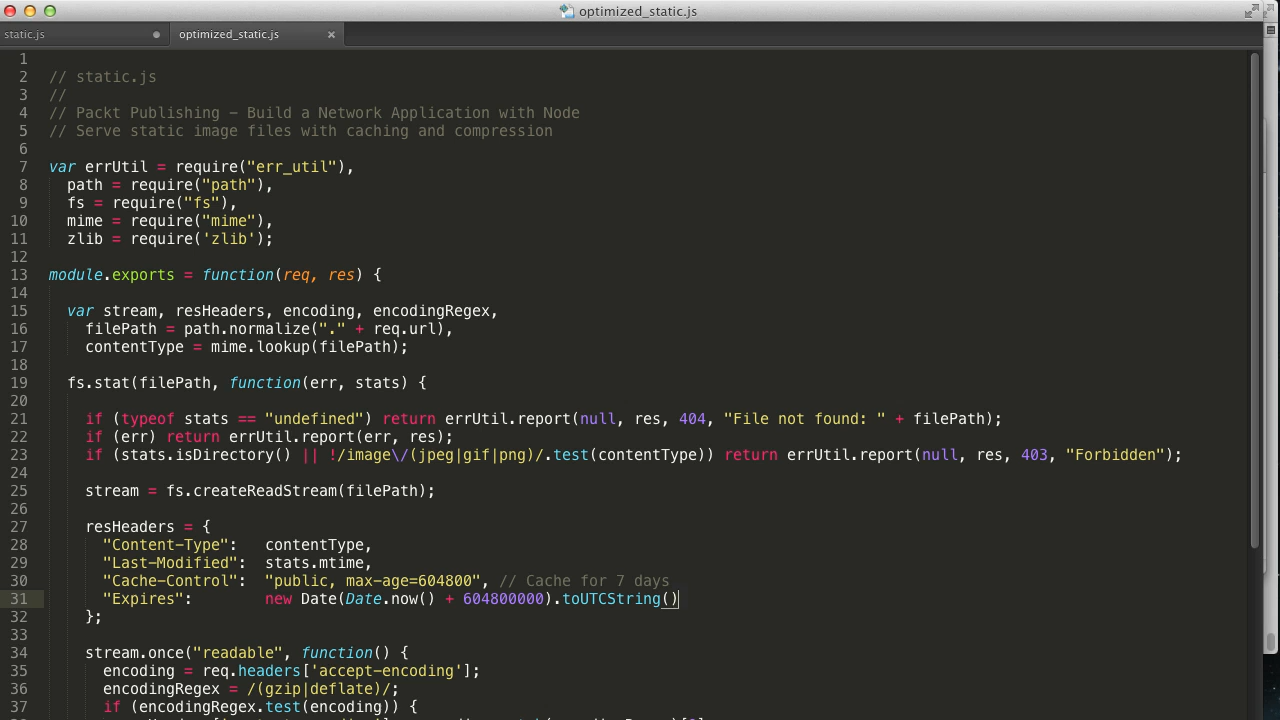 optimized_static.js
static.js
optimized_static.js ×
1
2 // static.js
3 //
4 // Packt Publishing - Build a Network Application with Node
5 // Serve static image files with caching and compression
6
7 var errUtil = require("err_util"),
8 path = require("path"),
9 fs = require("fs"),
10 mime = require("mime"),
11 zlib = require('zlib');
12
13 module.exports = function(req, res) {
14
15 var stream, resHeaders, encoding, encodingRegex,
16 filePath = path.normalize("." + req.url),
17 contentType = mime.lookup(filePath);
18
19 fs.stat(filePath, function(err, stats) {
20
21 if (typeof stats == "undefined") return errUtil.report(null, res, 404, "File not found: " + filePath);
22 if (err) return errUtil.report(err, res);
23 if (stats.isDirectory() || !/image\/(jpeg|gif|png)/.test(contentType)) return errUtil.report(null, res, 403, "Forbidden");
24
25 stream = fs.createReadStream(filePath);
26
27 resHeaders = {
28 "Content-Type": contentType,
29 "Last-Modified": stats.mtime,
30 "Cache-Control": "public, max-age=604800", // Cache for 7 days
31 "Expires": new Date(Date.now() + 604800000).toUTCString()
32 };
33
34 stream.once("readable", function() {
35 encoding = req.headers['accept-encoding'];
36 encodingRegex = /(gzip|deflate)/;
37 if (encodingRegex.test(encoding)) {